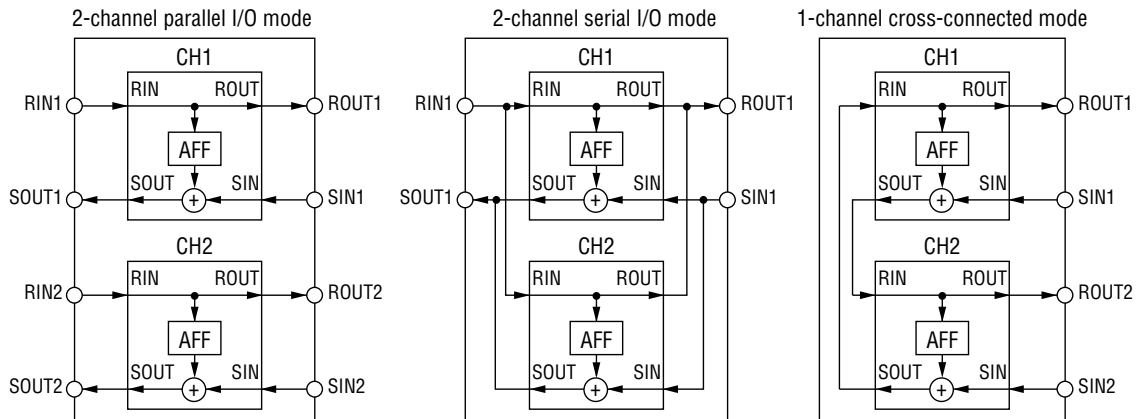 2-channel parallel I/O mode
CH1
RIN1 RIN ROUT ROUT1
AFF
SOUT1 SOUT + SIN SIN1
CH2
RIN2 RIN ROUT ROUT2
AFF
SOUT2 SOUT + SIN SIN2
2-channel serial I/O mode
CH1
RIN1 RIN ROUT ROUT1
AFF
SOUT1 SOUT + SIN SIN1
CH2
RIN ROUT
AFF
SOUT + SIN
1-channel cross-connected mode
CH1
RIN ROUT ROUT1
AFF
SOUT + SIN SIN1
CH2
RIN ROUT ROUT2
AFF
SOUT + SIN SIN2